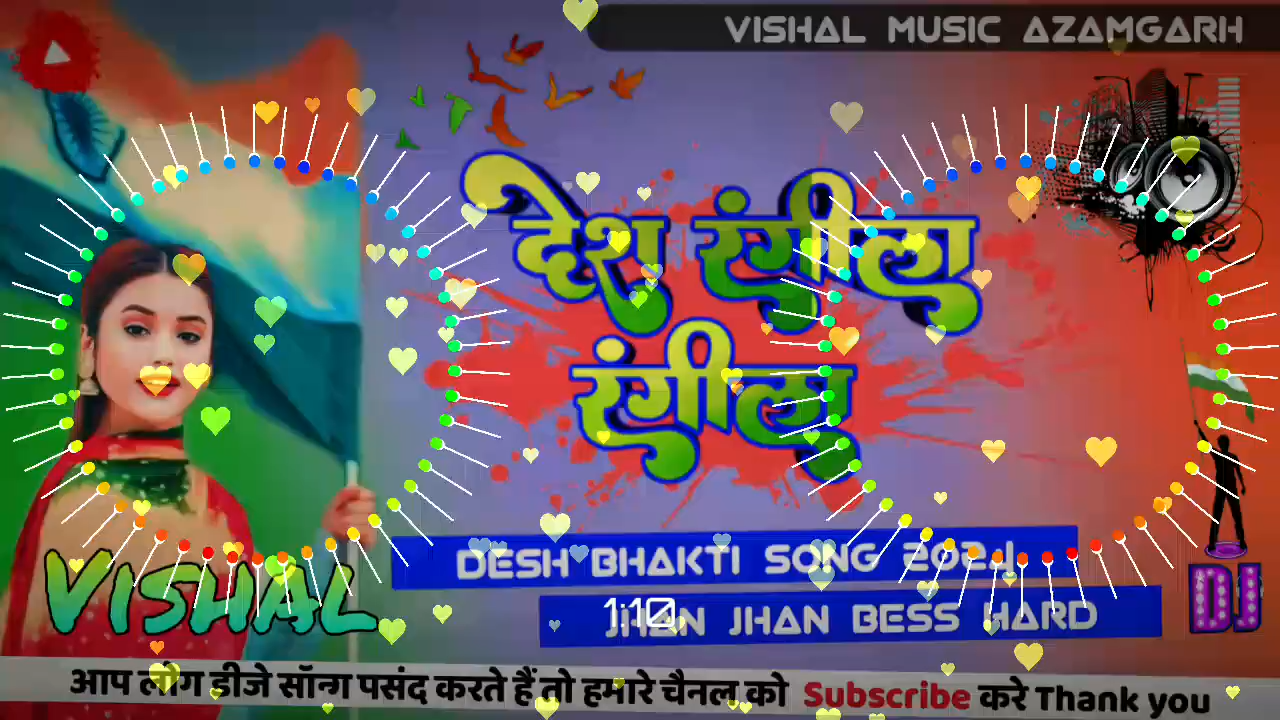 VISHAL MUSIC AZAMGARH
देश रंगीला
रंगीला
DESH BHAKTI SONG 2024
1:10
JHAN JHAN BESS HARD
VISHAL
DJ
आप लोग डीजे सॉन्ग पसंद करते हैं तो हमारे चैनल को Subscribe करे Thank you